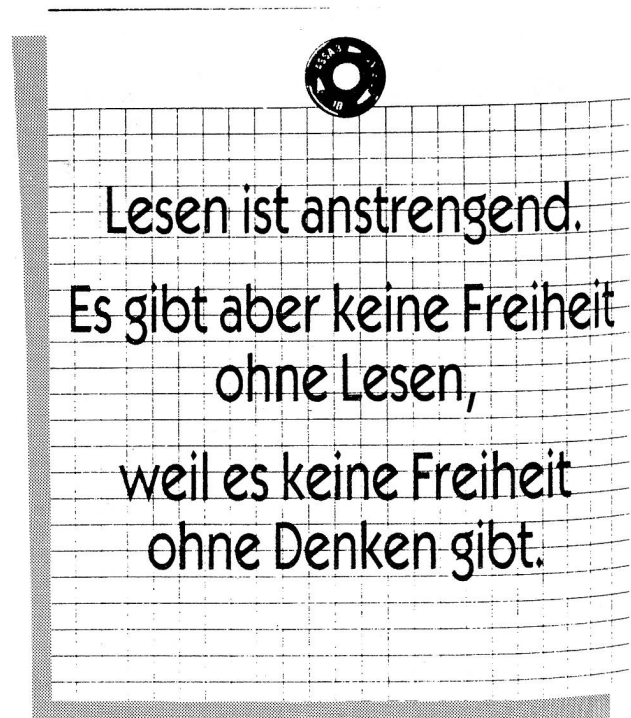 Lesen ist anstrengend.
Es gibt aber keine Freiheit
ohne Lesen,
weil es keine Freiheit
ohne Denken gibt.